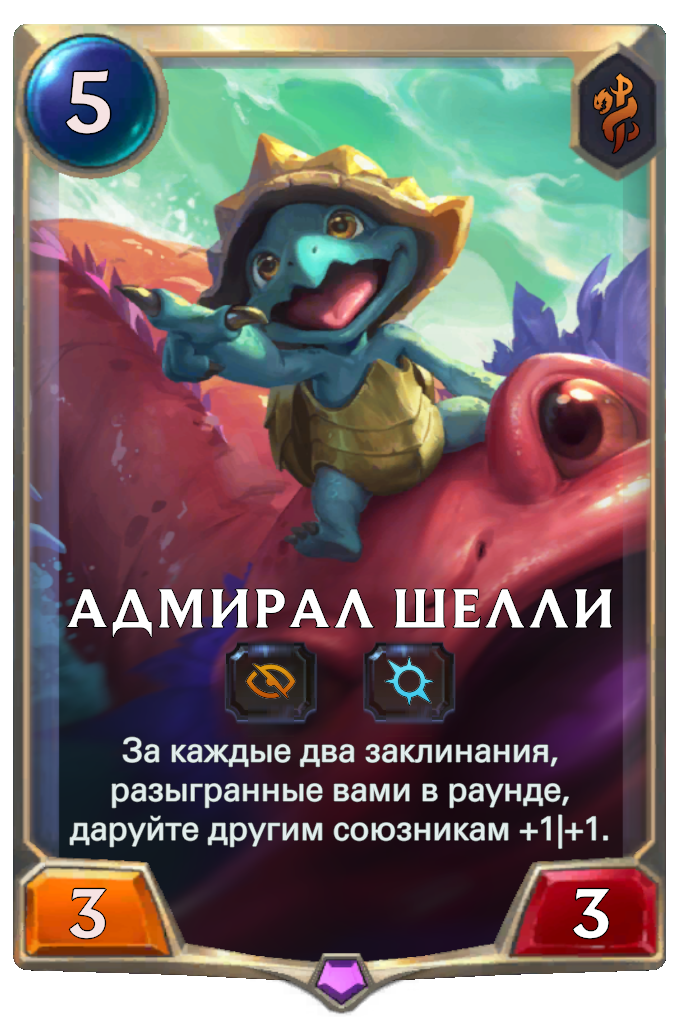 5
АДМИРАЛ ШЕЛЛИ
За каждые два заклинания,
разыгранные вами в раунде,
даруйте другим союзникам +1|+1.
3
3